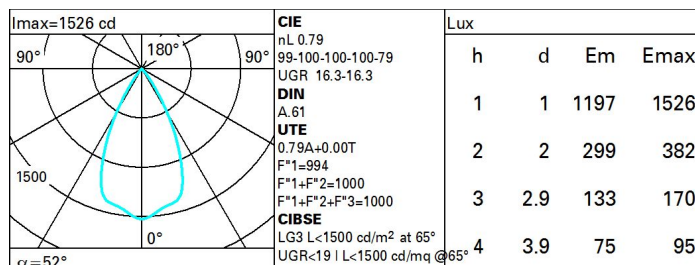 Imax=1526 cd
90° 180° 90°
1500
0°
α=52°
CIE
nL 0.79
99-100-100-100-79
UGR 16.3-16.3
DIN
A.61
UTE
0.79A+0.00T
F"1=994
F"1+F"2=1000
F"1+F"2+F"3=1000
CIBSE
LG3 L<1500 cd/m² at 65°
UGR<19 | L<1500 cd/mq @65°
Lux
h d Em Emax
1 1 1197 1526
2 2 299 382
3 2.9 133 170
4 3.9 75 95